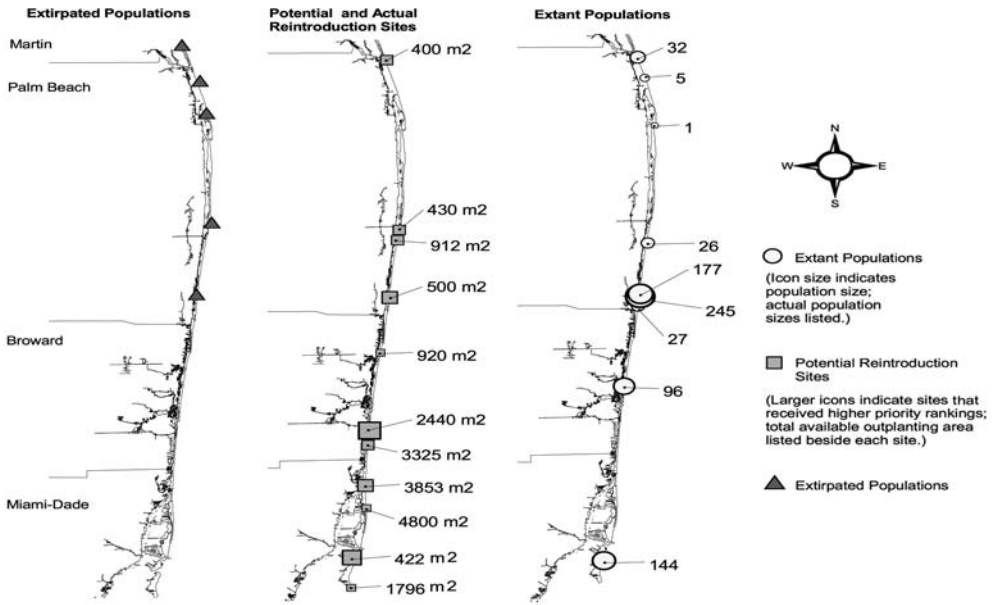 Extirpated Populations
Martin
Palm Beach
Broward
Miami-Dade
Potential and Actual
Reintroduction Sites
400 m2
430 m2
912 m2
500 m2
920 m2
2440 m2
3325 m2
3853 m2
4800 m2
422 m2
1796 m2
Extant Populations
32
5
1
26
177
245
27
96
144
N
W E
S
Extant Populations
(Icon size indicates
population size;
actual population
sizes listed.)
Potential Reintroduction
Sites
(Larger icons indicate sites that
received higher priority rankings;
total available outplanting area
listed beside each site.)
Extirpated Populations